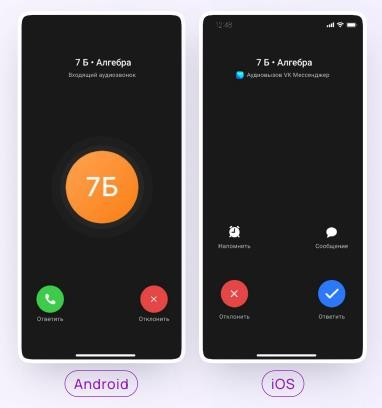 7 Б • Алгебра
Входящий аудиозвонок
7Б
Ответить
Отклонить
Android
12:48
7 Б • Алгебра
Аудиовызов VK Мессенджер
Напомнить
Сообщение
Отклонить
Ответить
iOS